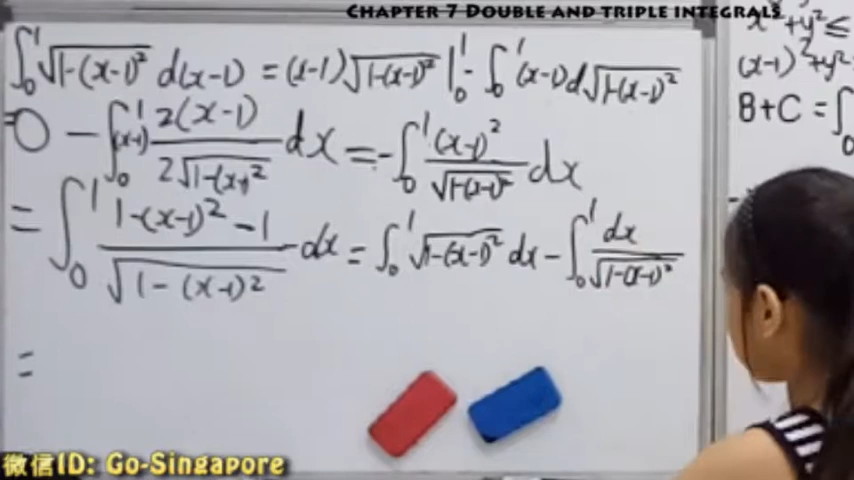 Chapter 7 Double and triple integrals
∫₀¹ √(1-(x-1)²) d(x-1) = (x-1)√(1-(x-1)²) |₀¹ - ∫₀¹ (x-1) d√(1-(x-1)²)
=0 - ∫₀¹ (x-1) 2(x-1)/(2√(1-(x-1)²)) dx = -∫₀¹ (x-1)²/√(1-(x-1)²) dx
= ∫₀¹ (1-(x-1)²-1)/√(1-(x-1)²) dx = ∫₀¹ √(1-(x-1)²) dx - ∫₀¹ dx/√(1-(x-1)²)
=
x²+y² ≤
(x-1)²+y²
B+C = ∫₀
微信ID: Go-Singapore